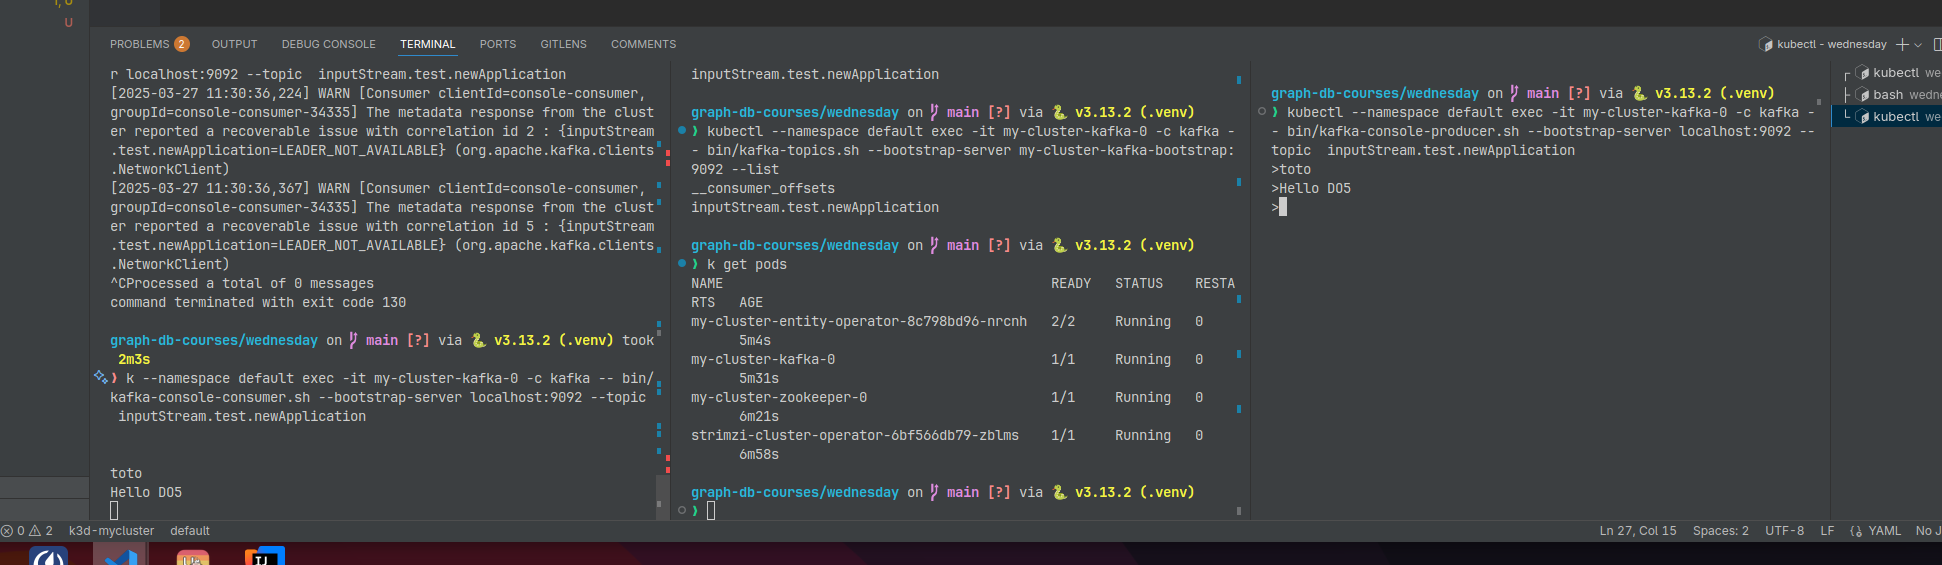 U
PROBLEMS 2 OUTPUT DEBUG CONSOLE TERMINAL PORTS GITLENS COMMENTS
kubectl - wednesday
r localhost:9092 --topic  inputStream.test.newApplication
[2025-03-27 11:30:36,224] WARN [Consumer clientId=console-consumer,
groupId=console-consumer-34335] The metadata response from the clust
er reported a recoverable issue with correlation id 2 : {inputStream
.test.newApplication=LEADER_NOT_AVAILABLE} (org.apache.kafka.clients
.NetworkClient)
[2025-03-27 11:30:36,367] WARN [Consumer clientId=console-consumer,
groupId=console-consumer-34335] The metadata response from the clust
er reported a recoverable issue with correlation id 5 : {inputStream
.test.newApplication=LEADER_NOT_AVAILABLE} (org.apache.kafka.clients
.NetworkClient)
^CProcessed a total of 0 messages
command terminated with exit code 130
graph-db-courses/wednesday on main [?] via v3.13.2 (.venv) took
2m3s
❯ k --namespace default exec -it my-cluster-kafka-0 -c kafka -- bin/
kafka-console-consumer.sh --bootstrap-server localhost:9092 --topic
inputStream.test.newApplication
toto
Hello DO5
inputStream.test.newApplication
graph-db-courses/wednesday on main [?] via v3.13.2 (.venv)
❯ kubectl --namespace default exec -it my-cluster-kafka-0 -c kafka -
- bin/kafka-topics.sh --bootstrap-server my-cluster-kafka-bootstrap:
9092 --list
__consumer_offsets
inputStream.test.newApplication
graph-db-courses/wednesday on main [?] via v3.13.2 (.venv)
❯ k get pods
NAME READY STATUS RESTA
RTS AGE
my-cluster-entity-operator-8c798bd96-nrcnh 2/2 Running 0
5m4s
my-cluster-kafka-0 1/1 Running 0
5m31s
my-cluster-zookeeper-0 1/1 Running 0
6m21s
strimzi-cluster-operator-6bf566db79-zblms 1/1 Running 0
6m58s
graph-db-courses/wednesday on main [?] via v3.13.2 (.venv)
❯
graph-db-courses/wednesday on main [?] via v3.13.2 (.venv)
❯ kubectl --namespace default exec -it my-cluster-kafka-0 -c kafka -
- bin/kafka-console-producer.sh --bootstrap-server localhost:9092 --
topic  inputStream.test.newApplication
>toto
>Hello DO5
>
kubectl we
bash wedn
kubectl we
0 2 k3d-mycluster default
Ln 27, Col 15 Spaces: 2 UTF-8 LF YAML No J
IJ